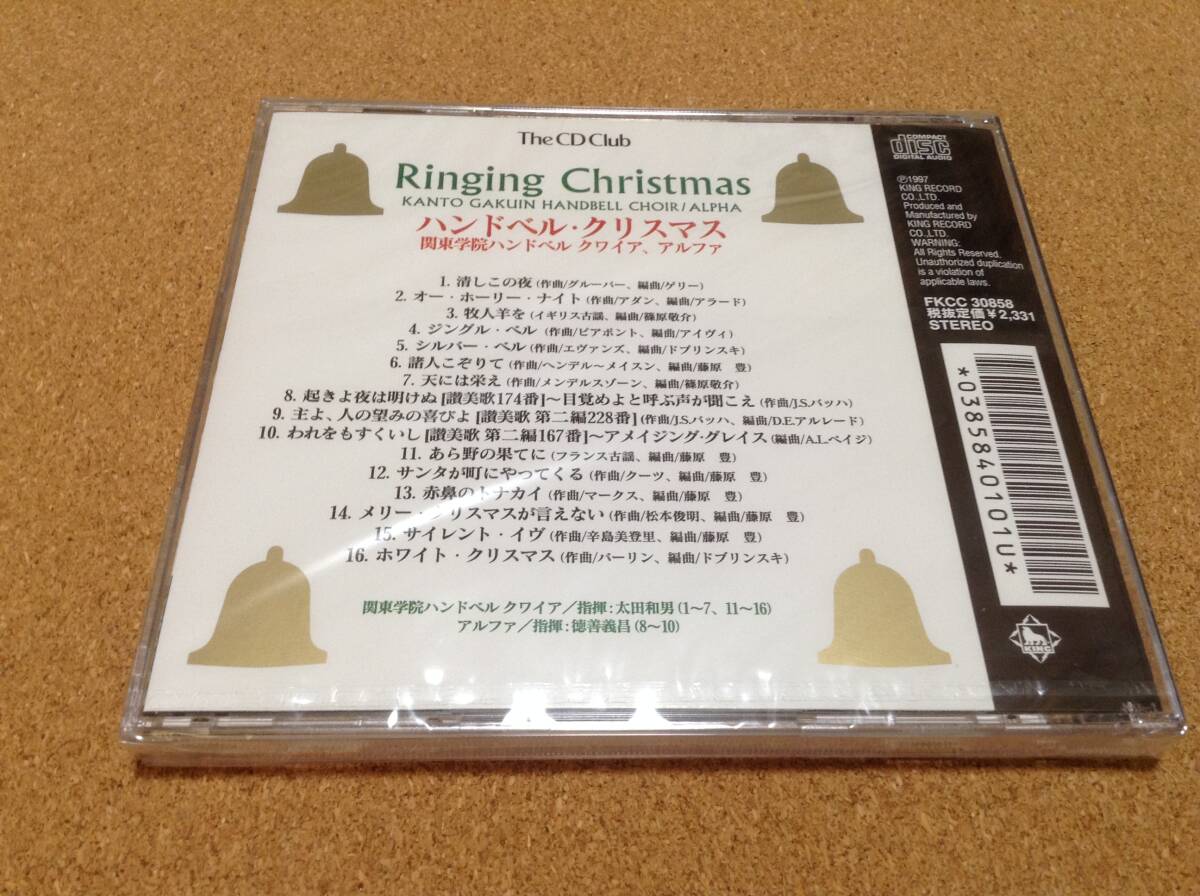 The CD Club
Ringing Christmas
KANTO GAKUIN HANDBELL CHOIR/ALPHA
ハンドベル・クリスマス
関東学院ハンドベル クワイア、アルファ
1. 清しこの夜 (作曲/グルーバー、編曲/ゲリー)
2. オー・ホーリー・ナイト (作曲/アダン、編曲/アラード)
3. 牧人羊を (イギリス古謡、編曲/篠原敬介)
4. ジングル・ベル (作曲/ピアポント、編曲/アイヴィ)
5. シルバー・ベル (作曲/エヴァンズ、編曲/ドブリンスキ)
6. 諸人こぞりて (作曲/ヘンデル〜メイスン、編曲/藤原 豊)
7. 天には栄え (作曲/メンデルスゾーン、編曲/篠原敬介)
8. 起きよ夜は明けぬ [讃美歌174番]〜目覚めよと呼ぶ声が聞こえ (作曲/J.S.バッハ)
9. 主よ、人の望みの喜びよ [讃美歌 第二編228番] (作曲/J.S.バッハ、編曲/D.E.アルレード)
10. われをもすくいし [讃美歌 第二編167番]〜アメイジング・グレイス (編曲/A.L.ペイジ)
11. あら野の果てに (フランス古謡、編曲/藤原 豊)
12. サンタが町にやってくる (作曲/クーツ、編曲/藤原 豊)
13. 赤鼻のトナカイ (作曲/マークス、編曲/藤原 豊)
14. メリー・クリスマスが言えない (作曲/松本俊明、編曲/藤原 豊)
15. サイレント・イヴ (作曲/辛島美登里、編曲/藤原 豊)
16. ホワイト・クリスマス (作曲/バーリン、編曲/ドブリンスキ)
関東学院ハンドベル クワイア/指揮:太田和男 (1〜7、11〜16)
アルファ/指揮:徳善義昌 (8〜10)
COMPACT
disc
DIGITAL AUDIO
Ⓟ1997
KING RECORD
CO.,LTD.
Produced and
Manufactured by
KING RECORD
CO.,LTD.
WARNING:
All Rights Reserved.
Unauthorized duplication
is a violation of
applicable laws.
FKCC 30858
税抜定価¥2,331
STEREO
*0385840101U*
KING